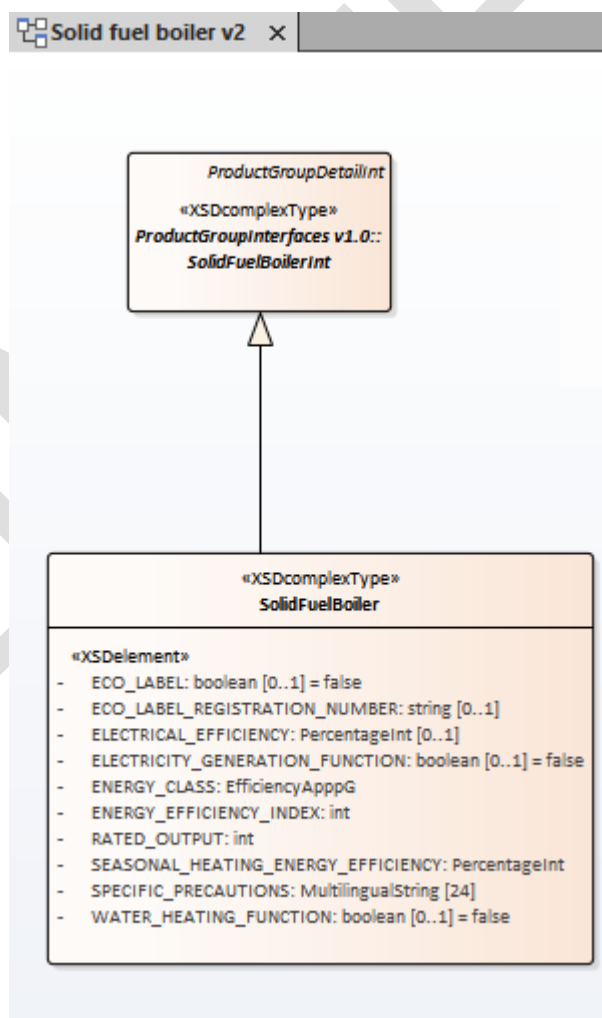 Solid fuel boiler v2 ×
ProductGroupDetailInt
«XSDcomplexType»
ProductGroupInterfaces v1.0::
SolidFuelBoilerInt
«XSDcomplexType»
SolidFuelBoiler
«XSDelement»
- ECO_LABEL: boolean [0..1] = false
- ECO_LABEL_REGISTRATION_NUMBER: string [0..1]
- ELECTRICAL_EFFICIENCY: PercentageInt [0..1]
- ELECTRICITY_GENERATION_FUNCTION: boolean [0..1] = false
- ENERGY_CLASS: EfficiencyApppG
- ENERGY_EFFICIENCY_INDEX: int
- RATED_OUTPUT: int
- SEASONAL_HEATING_ENERGY_EFFICIENCY: PercentageInt
- SPECIFIC_PRECAUTIONS: MultilingualString [24]
- WATER_HEATING_FUNCTION: boolean [0..1] = false